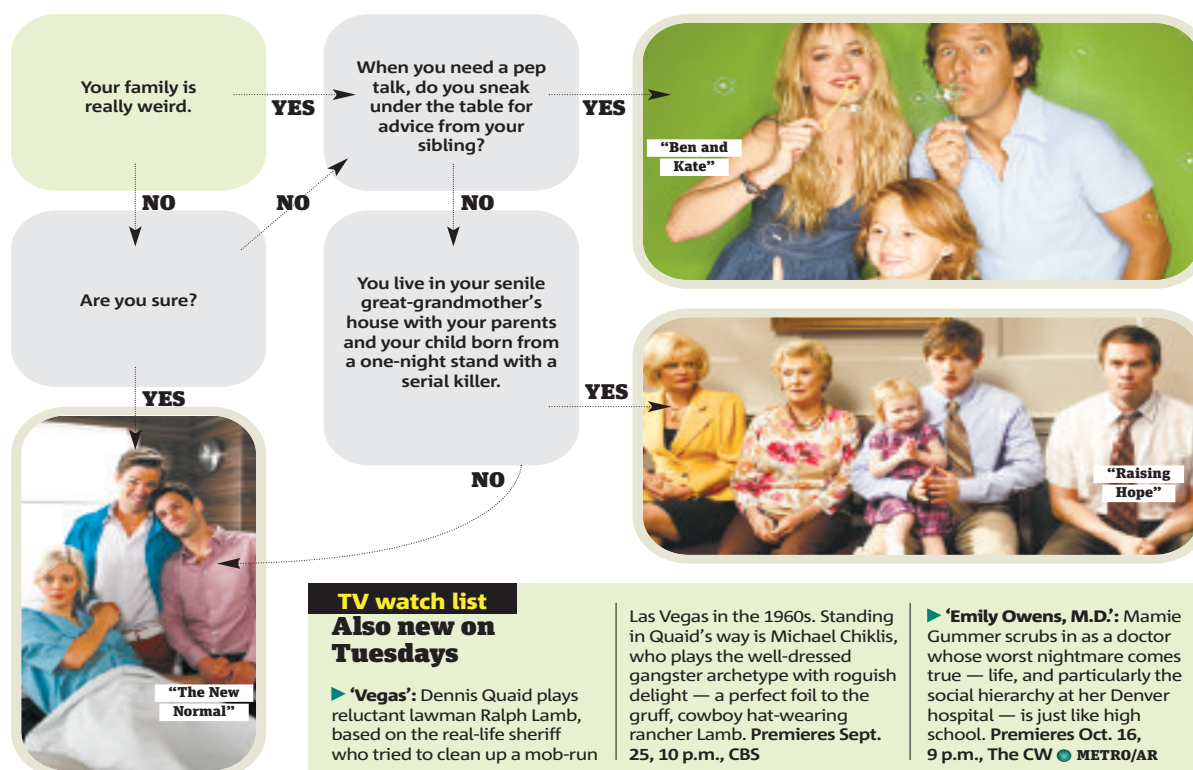 Your family is
really weird.
YES
NO
When you need a pep
talk, do you sneak
under the table for
advice from your
sibling?
YES
NO
"Ben and
Kate"
Are you sure?
NO
YES
You live in your senile
great-grandmother's
house with your parents
and your child born from
a one-night stand with a
serial killer.
YES
NO
"Raising
Hope"
"The New
Normal"
TV watch list
Also new on
Tuesdays
▶ 'Vegas': Dennis Quaid plays
reluctant lawman Ralph Lamb,
based on the real-life sheriff
who tried to clean up a mob-run
Las Vegas in the 1960s. Standing
in Quaid's way is Michael Chiklis,
who plays the well-dressed
gangster archetype with roguish
delight — a perfect foil to the
gruff, cowboy hat-wearing
rancher Lamb. Premieres Sept.
25, 10 p.m., CBS
▶ 'Emily Owens, M.D.': Mamie
Gummer scrubs in as a doctor
whose worst nightmare comes
true — life, and particularly the
social hierarchy at her Denver
hospital — is just like high
school. Premieres Oct. 16,
9 p.m., The CW METRO/AR